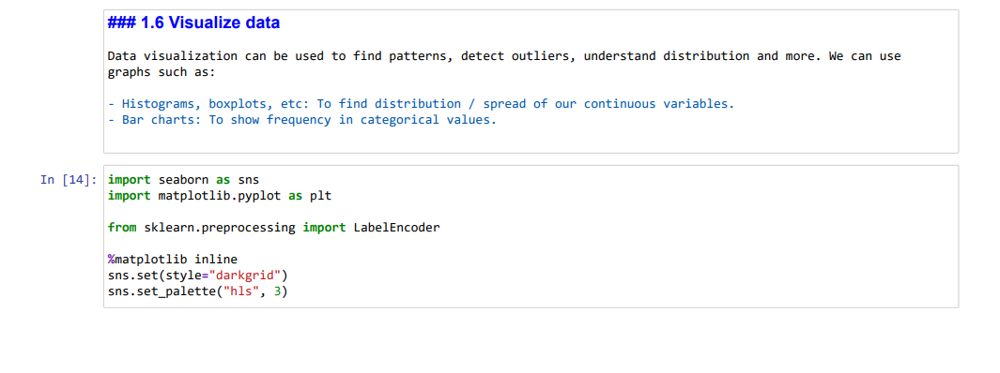 ### 1.6 Visualize data
Data visualization can be used to find patterns, detect outliers, understand distribution and more. We can use
graphs such as:
- Histograms, boxplots, etc: To find distribution / spread of our continuous variables.
- Bar charts: To show frequency in categorical values.
In [14]: import seaborn as sns
import matplotlib.pyplot as plt
from sklearn.preprocessing import LabelEncoder
%matplotlib inline
sns.set(style="darkgrid")
sns.set_palette("hls", 3)